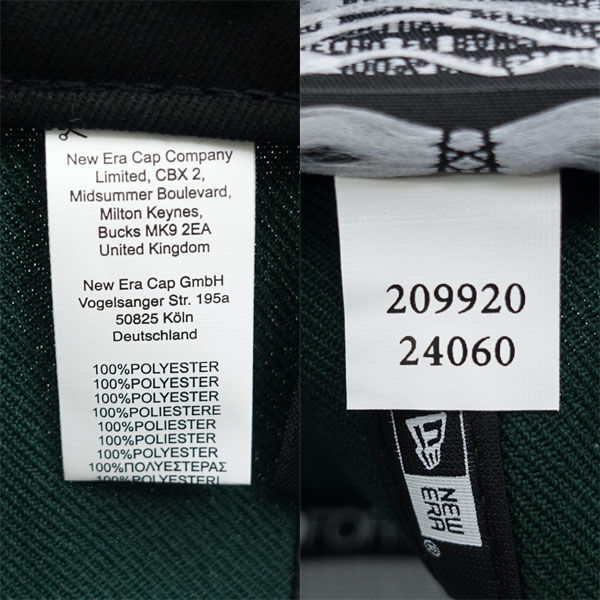 New Era Cap Company
Limited, CBX 2,
Midsummer Boulevard,
Milton Keynes,
Bucks MK9 2EA
United Kingdom
New Era Cap GmbH
Vogelsanger Str. 195a
50825 Köln
Deutschland
100%POLYESTER
100%POLYESTER
100%POLYESTER
100%POLIESTERE
100%POLIESTER
100%POLIESTER
100%POLYESTER
100%ΠΟΛΥΕΣΤΕΡΑΣ
209920
24060
NEW
ERA
®